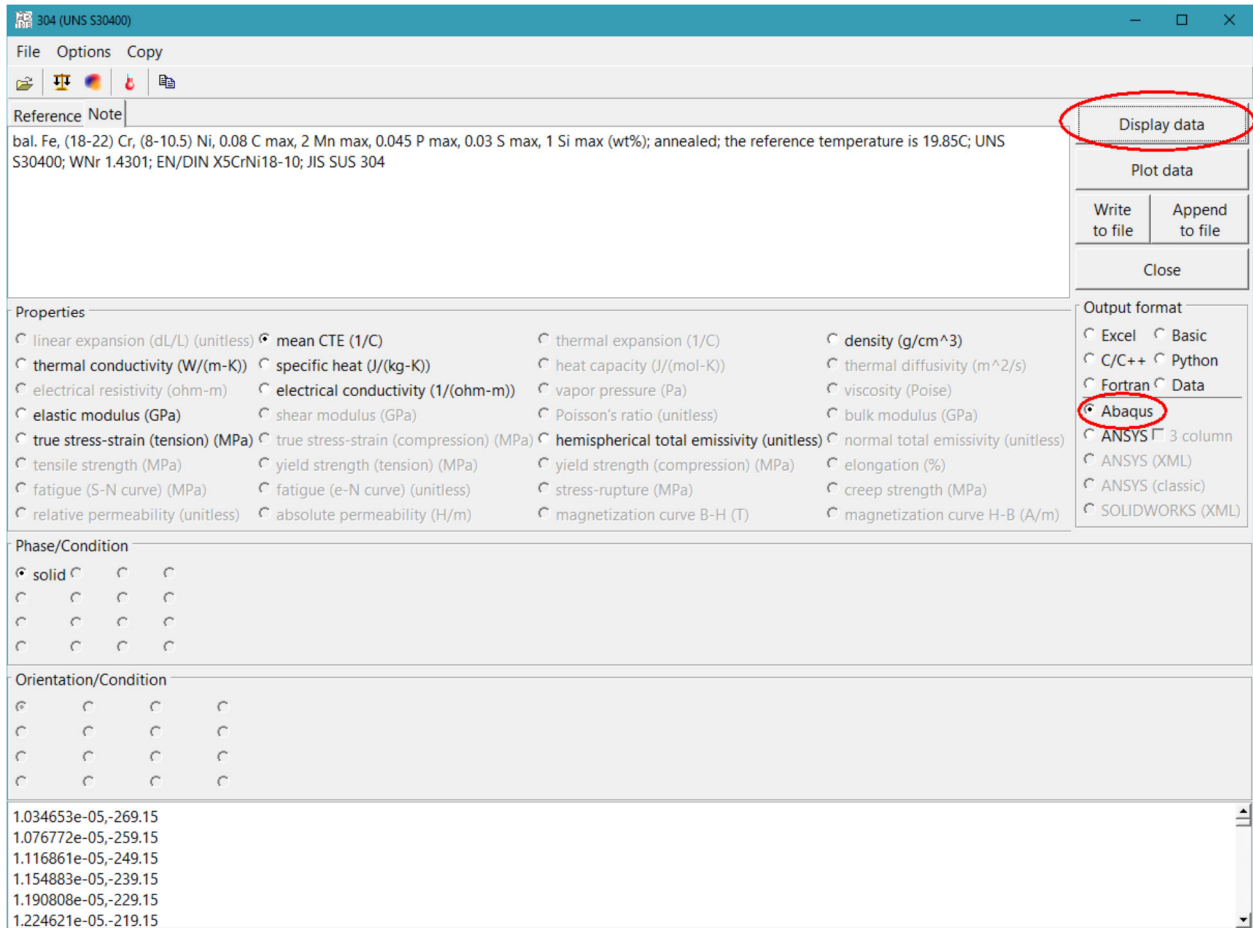 304 (UNS S30400)
File Options Copy
Reference Note
bal. Fe, (18-22) Cr, (8-10.5) Ni, 0.08 C max, 2 Mn max, 0.045 P max, 0.03 S max, 1 Si max (wt%); annealed; the reference temperature is 19.85C; UNS
S30400; WNr 1.4301; EN/DIN X5CrNi18-10; JIS SUS 304
Display data
Plot data
Write to file
Append to file
Close
Properties
linear expansion (dL/L) (unitless) mean CTE (1/C) thermal expansion (1/C) density (g/cm^3)
thermal conductivity (W/(m-K)) specific heat (J/(kg-K)) heat capacity (J/(mol-K)) thermal diffusivity (m^2/s)
electrical resistivity (ohm-m) electrical conductivity (1/(ohm-m)) vapor pressure (Pa) viscosity (Poise)
elastic modulus (GPa) shear modulus (GPa) Poisson's ratio (unitless) bulk modulus (GPa)
true stress-strain (tension) (MPa) true stress-strain (compression) (MPa) hemispherical total emissivity (unitless) normal total emissivity (unitless)
tensile strength (MPa) yield strength (tension) (MPa) yield strength (compression) (MPa) elongation (%)
fatigue (S-N curve) (MPa) fatigue (e-N curve) (unitless) stress-rupture (MPa) creep strength (MPa)
relative permeability (unitless) absolute permeability (H/m) magnetization curve B-H (T) magnetization curve H-B (A/m)
Output format
Excel Basic
C/C++ Python
Fortran Data
Abaqus
ANSYS 3 column
ANSYS (XML)
ANSYS (classic)
SOLIDWORKS (XML)
Phase/Condition
solid
Orientation/Condition
1.034653e-05,-269.15
1.076772e-05,-259.15
1.116861e-05,-249.15
1.154883e-05,-239.15
1.190808e-05,-229.15
1.224621e-05,-219.15